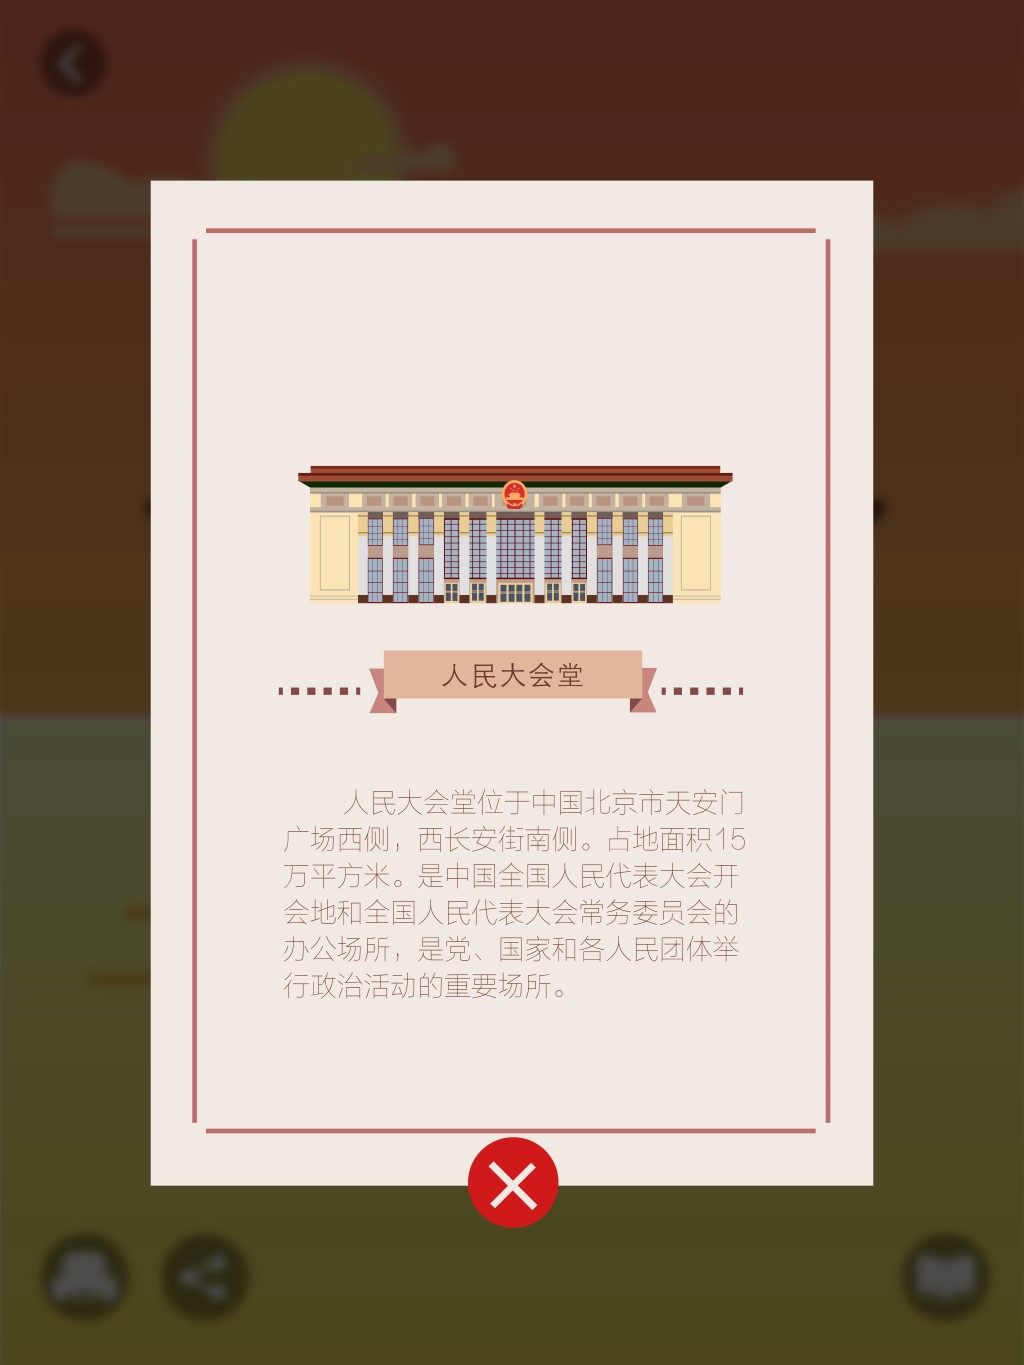 人民大会堂
人民大会堂位于中国北京市天安门
广场西侧，西长安街南侧。占地面积15
万平方米。是中国全国人民代表大会开
会地和全国人民代表大会常务委员会的
办公场所，是党、国家和各人民团体举
行政治活动的重要场所。